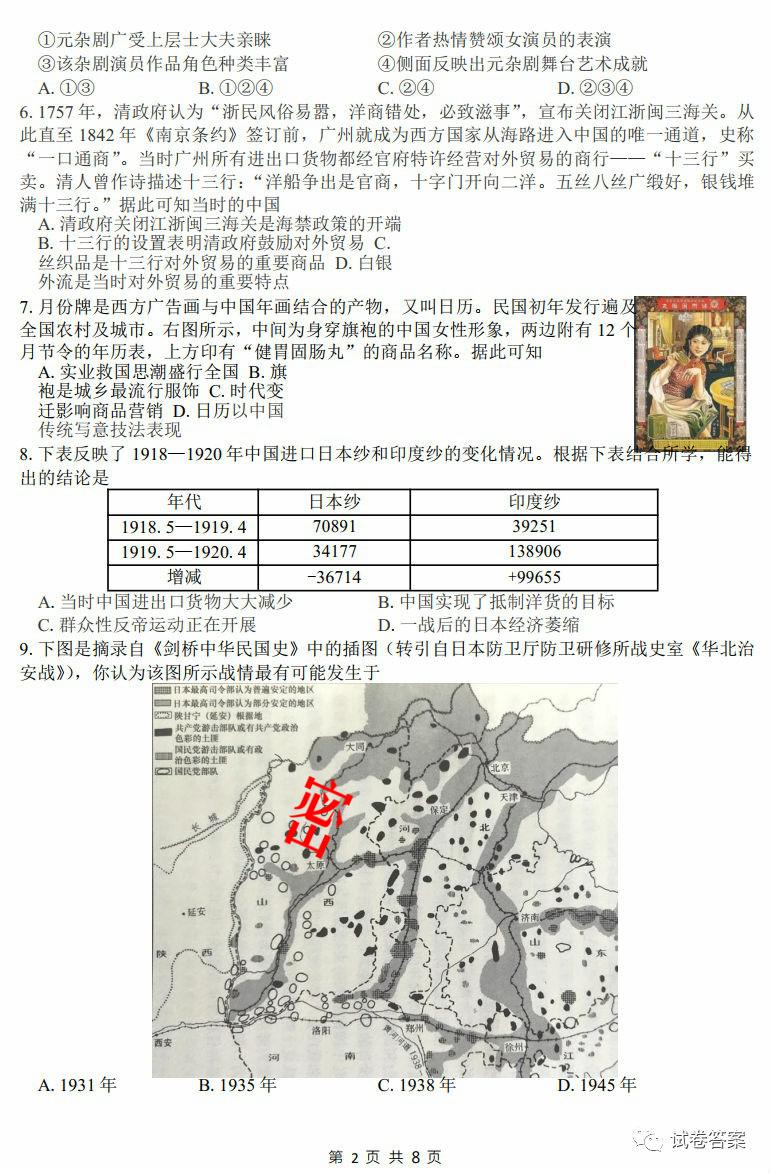 ①元杂剧广受上层士大夫亲睐 ②作者热情赞颂女演员的表演
③该杂剧演员作品角色种类丰富 ④侧面反映出元杂剧舞台艺术成就
A. ①③ B. ①②④ C. ②④ D. ②③④
6. 1757 年，清政府认为“浙民风俗易嚣，洋商错处，必致滋事”，宣布关闭江浙闽三海关。从
此直至 1842 年《南京条约》签订前，广州就成为西方国家从海路进入中国的唯一通道，史称
“一口通商”。当时广州所有进出口货物都经官府特许经营对外贸易的商行——“十三行”买
卖。清人曾作诗描述十三行：“洋船争出是官商，十字门开向二洋。五丝八丝广缎好，银钱堆
满十三行。”据此可知当时的中国
A. 清政府关闭江浙闽三海关是海禁政策的开端
B. 十三行的设置表明清政府鼓励对外贸易 C.
丝织品是十三行对外贸易的重要商品 D. 白银
外流是当时对外贸易的重要特点
7. 月份牌是西方广告画与中国年画结合的产物，又叫日历。民国初年发行遍及
全国农村及城市。右图所示，中间为身穿旗袍的中国女性形象，两边附有 12 个
月节令的年历表，上方印有“健胃固肠丸”的商品名称。据此可知
A. 实业救国思潮盛行全国 B. 旗
袍是城乡最流行服饰 C. 时代变
迁影响商品营销 D. 日历以中国
传统写意技法表现
8. 下表反映了 1918—1920 年中国进口日本纱和印度纱的变化情况。根据下表结合所学，能得
出的结论是
年代 日本纱 印度纱
1918. 5—1919. 4 70891 39251
1919. 5—1920. 4 34177 138906
增减 -36714 +99655
A. 当时中国进出口货物大大减少 B. 中国实现了抵制洋货的目标
C. 群众性反帝运动正在开展 D. 一战后的日本经济萎缩
9. 下图是摘录自《剑桥中华民国史》中的插图（转引自日本防卫厅防卫研修所战史室《华北治
安战》），你认为该图所示战情最有可能发生于
日本最高司令部认为普遍安定的地区
日本最高司令部认为部分安定的地区
陕甘宁（延安）根据地
共产党游击部队或有共产党政治
色彩的土匪
国民党游击部队或有政
治色彩的土匪
国民党部队
大同
北京
天津
长城
密
保定
河 北
太原
山 西
延安
济南
山 东
陕 西
西安
洛阳
郑州
黄河河道1938—
徐州
河 南
江
A. 1931 年 B. 1935 年 C. 1938 年 D. 1945 年
试卷答案
第 2 页 共 8 页